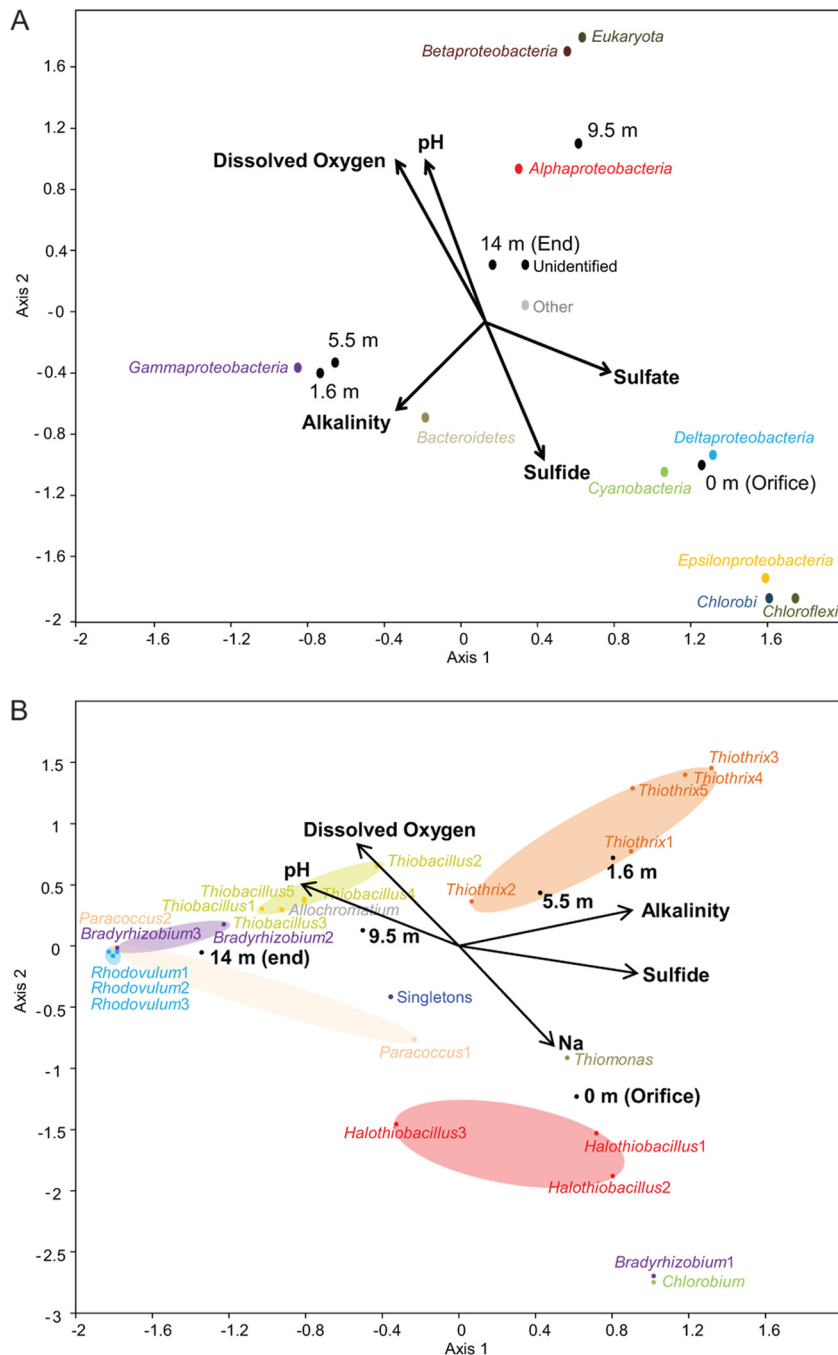 A
Eukaryota
Betaproteobacteria
1.6
9.5 m
1.2
pH
Dissolved Oxygen
Alphaproteobacteria
0.8
14 m (End)
0.4
Unidentified
Axis 2
Other
-0
5.5 m
Gammaproteobacteria
Sulfate
-0.4
1.6 m
Alkalinity
Bacteroidetes
Deltaproteobacteria
-0.8
Sulfide
Cyanobacteria
0 m (Orifice)
-1.2
Epsilonproteobacteria
-1.6
Chlorobi
Chloroflexi
-2
-2 -1.6 -1.2 -0.8 -0.4 0 0.4 0.8 1.2 1.6
Axis 1
B
1.5
Thiothrix3
Thiothrix4
Thiothrix5
1
Dissolved Oxygen
Thiothrix1
pH
Thiobacillus2
1.6 m
0.5
Thiobacillus5
Thiobacillus4
Thiothrix2
Thiobacillus1
Allochromatium
5.5 m
Alkalinity
Paracoccus2
Thiobacillus3
9.5 m
Bradyrhizobium3
Bradyrhizobium2
0
14 m (end)
Rhodovulum1
Sulfide
Rhodovulum2
Singletons
-0.5
Rhodovulum3
Axis 2
Paracoccus1
Na
Thiomonas
-1
0 m (Orifice)
-1.5
Halothiobacillus3
Halothiobacillus1
Halothiobacillus2
-2
-2.5
Bradyrhizobium1
Chlorobium
-3
-2 -1.6 -1.2 -0.8 -0.4 0 0.4 0.8 1.2 1.6
Axis 1